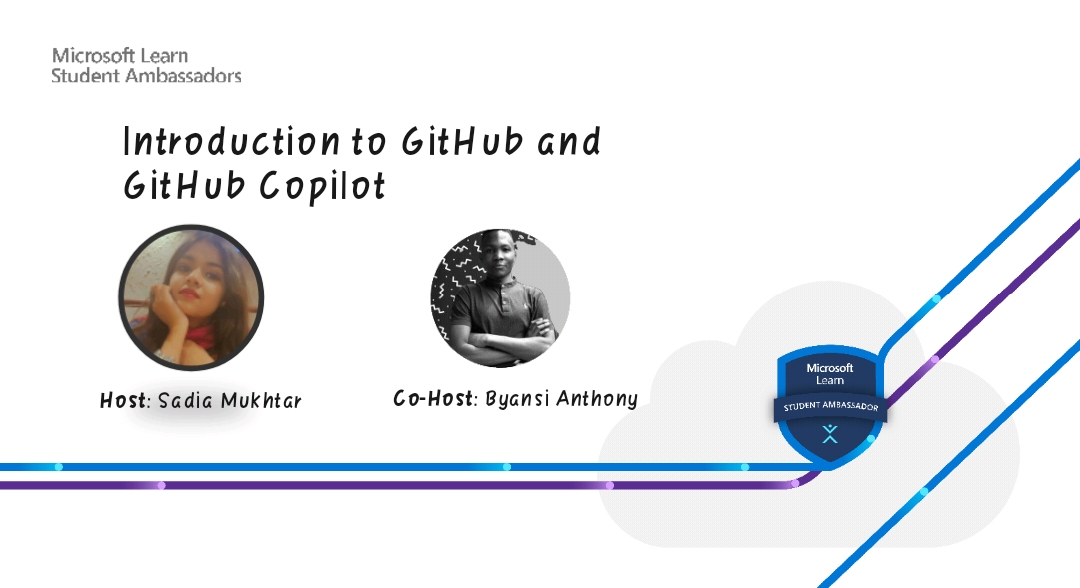 Microsoft Learn
Student Ambassadors
Introduction to GitHub and
GitHub Copilot
Host: Sadia Mukhtar
Co-Host: Byansi Anthony
Microsoft
Learn
STUDENT AMBASSADOR